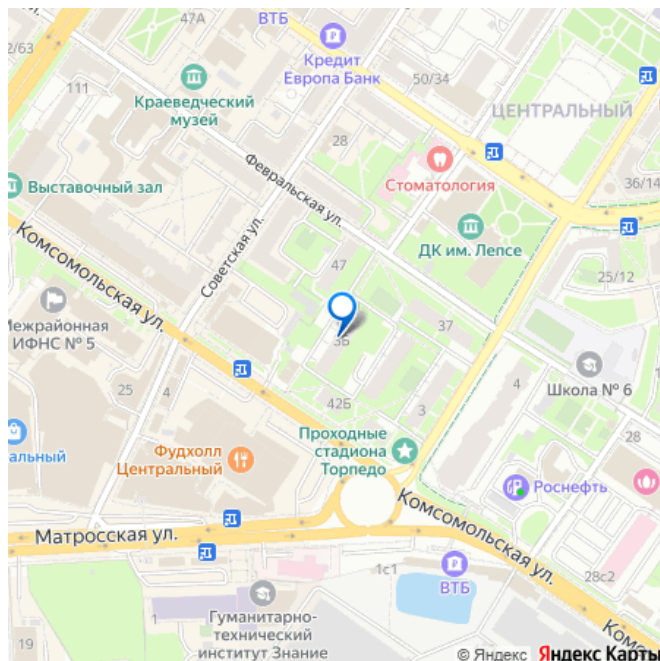 47А
ВТБ
2/63
Кредит
Европа Банк
50/34
111
Краеведческий
музей
ЦЕНТРАЛЬНЫЙ
28
Стоматология
Февральская ул.
36/14
Выставочный зал
ДК им. Лепсе
Советская ул.
Комсомольская ул.
47
25/12
Межрайонная
ИФНС № 5
3Б
37
Школа № 6
25
4
4
42Б
3
Проходные
стадиона
Торпедо
28
Фудхолл
Центральный
альный
Роснефть
Комсомольская ул.
Матросская ул.
1с1
ВТБ
28с2
Гуманитарно-
технический
институт Знание
19
Комсо
© Яндекс Яндекс Карты